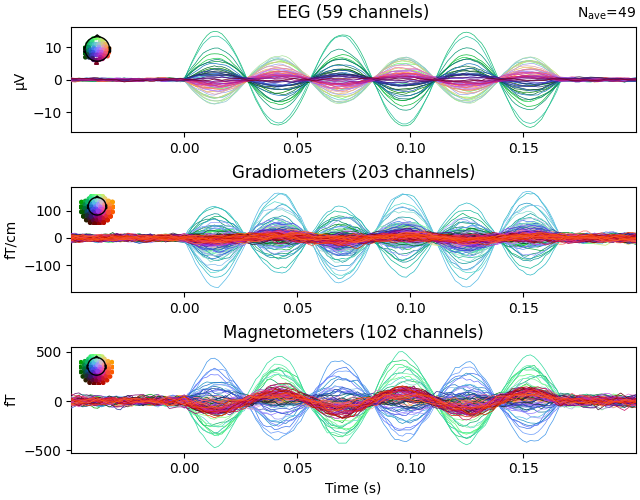 EEG (59 channels)
Nave=49
10
0
−10
µV
0.00 0.05 0.10 0.15
Gradiometers (203 channels)
100
0
−100
fT/cm
0.00 0.05 0.10 0.15
Magnetometers (102 channels)
500
0
−500
fT
0.00 0.05 0.10 0.15
Time (s)